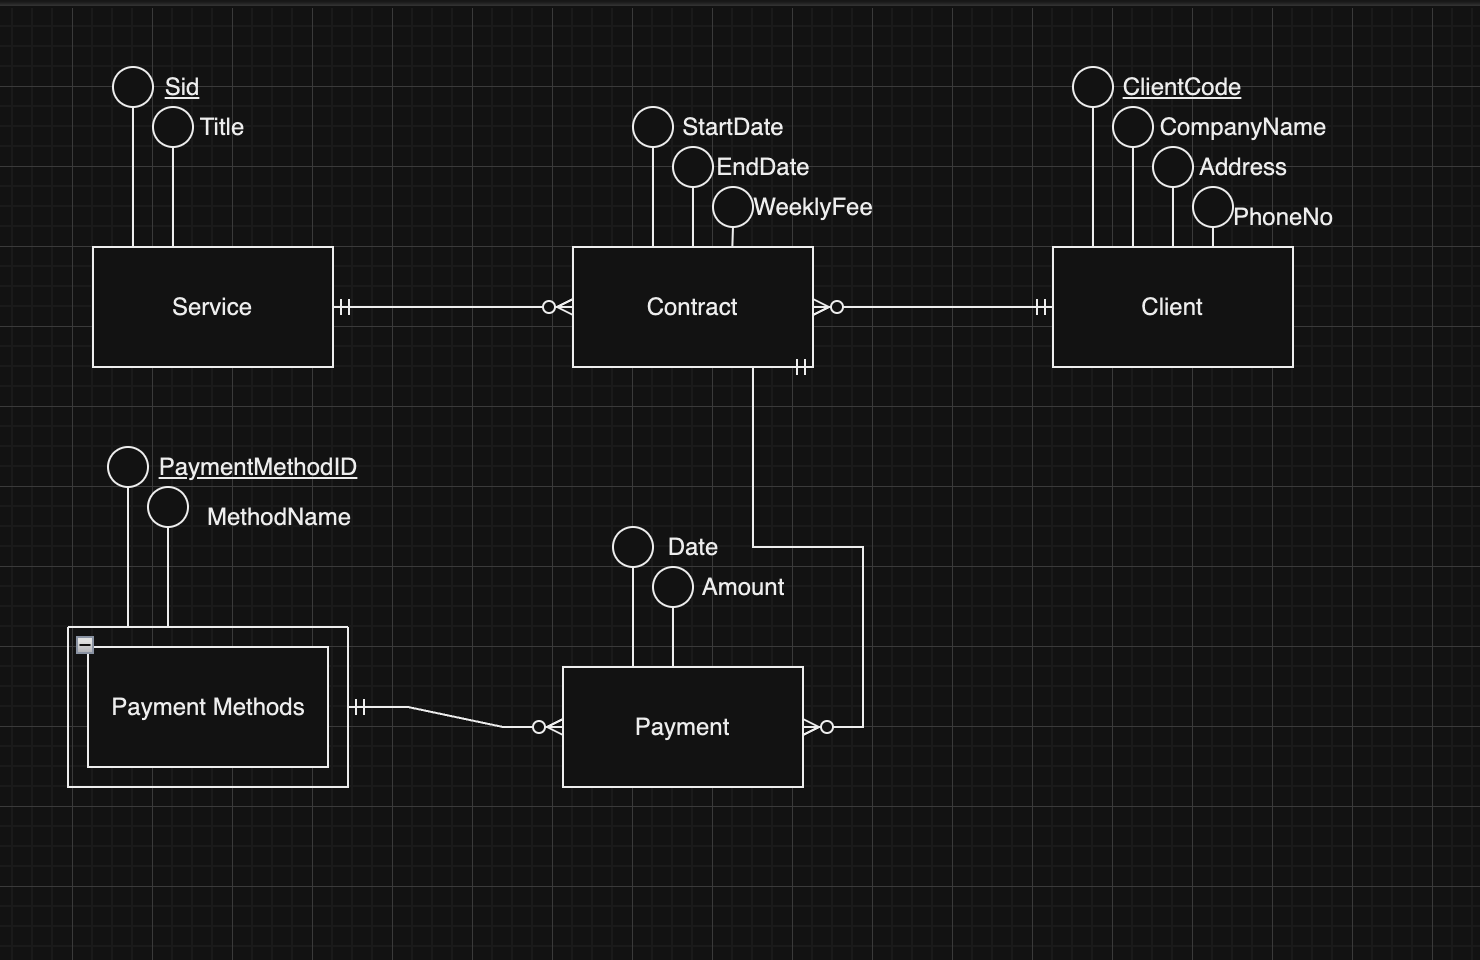 Sid
Title
Service
StartDate
EndDate
WeeklyFee
Contract
ClientCode
CompanyName
Address
PhoneNo
Client
PaymentMethodID
MethodName
Payment Methods
Date
Amount
Payment